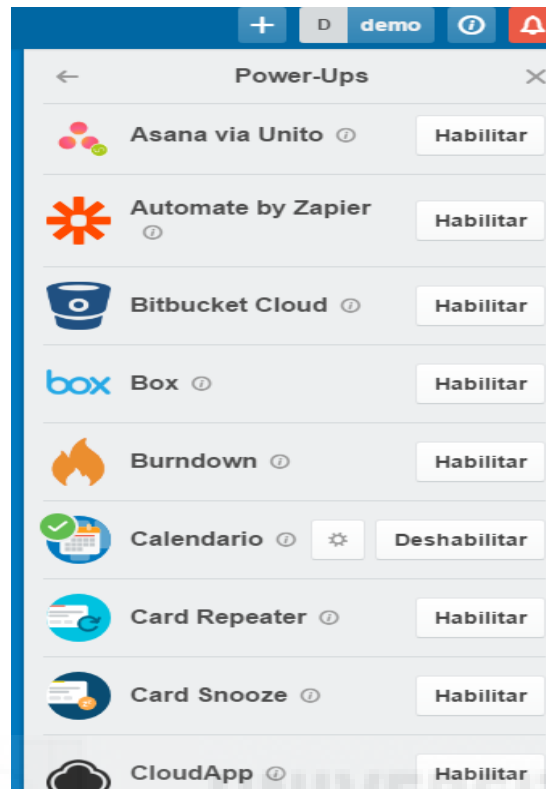 D demo
Power-Ups
Asana via Unito
Habilitar
Automate by Zapier
Habilitar
Bitbucket Cloud
Habilitar
box Box
Habilitar
Burndown
Habilitar
Calendario
Deshabilitar
Card Repeater
Habilitar
Card Snooze
Habilitar
CloudApp
Habilitar